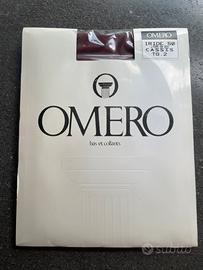 OMERO
IRIDE 50
CASSIS
TG.2
OMERO
bas et collants
Subito